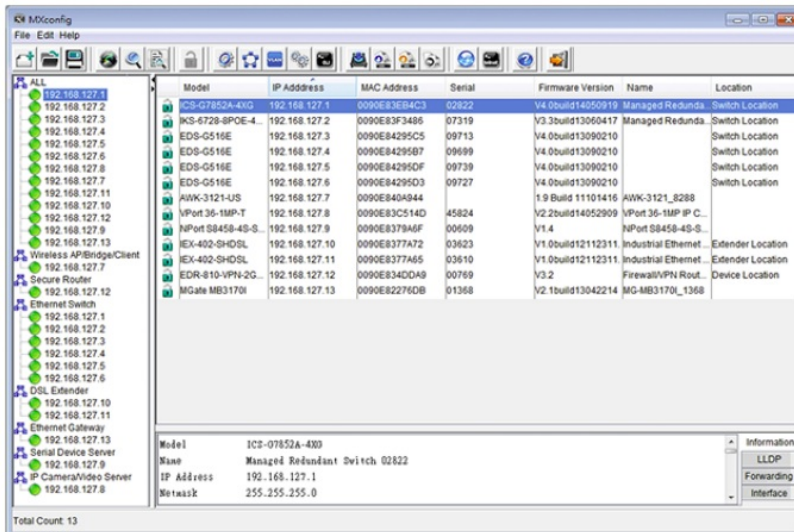 MXconfig
File Edit Help
ALL
192.168.127.1
192.168.127.2
192.168.127.3
192.168.127.4
192.168.127.5
192.168.127.6
192.168.127.8
192.168.127.7
192.168.127.11
192.168.127.10
192.168.127.12
192.168.127.9
192.168.127.13
Wireless AP/Bridge/Client
192.168.127.7
Secure Router
192.168.127.12
Ethernet Switch
192.168.127.1
192.168.127.2
192.168.127.3
192.168.127.4
192.168.127.5
192.168.127.6
DSL Extender
192.168.127.10
192.168.127.11
Ethernet Gateway
192.168.127.13
Serial Device Server
192.168.127.9
IP Camera/Video Server
192.168.127.8
Model IP Adddress MAC Address Serial Firmware Version Name Location
ICS-G7852A-4XG 192.168.127.1 0090E83EB4C3 02822 V4.0build14050919 Managed Redunda... Switch Location
IKS-6728-8POE-4... 192.168.127.2 0090E83F3486 07319 V3.3build13060417 Managed Redunda... Switch Location
EDS-G516E 192.168.127.3 0090E84295C5 09713 V4.0build13090210 Switch Location
EDS-G516E 192.168.127.4 0090E84295B7 09699 V4.0build13090210 Switch Location
EDS-G516E 192.168.127.5 0090E84295DF 09739 V4.0build13090210 Switch Location
EDS-G516E 192.168.127.6 0090E84295D3 09727 V4.0build13090210 Switch Location
AWK-3121-US 192.168.127.7 0090E840A944 1.9 Build 11101416 AWK-3121_8288
VPort 36-1MP-T 192.168.127.8 0090E83C514D 45824 V2.2build14052909 VPort 36-1MP IP C...
NPort S8458-4S-S... 192.168.127.9 0090E8379A6F 00609 V1.4 NPort S8458-4S-S...
IEX-402-SHDSL 192.168.127.10 0090E8377A72 03623 V1.0build12112311... Industrial Ethernet ... Extender Location
IEX-402-SHDSL 192.168.127.11 0090E8377A65 03610 V1.0build12112311... Industrial Ethernet ... Extender Location
EDR-810-VPN-2G... 192.168.127.12 0090E834DDA9 00769 V3.2 Firewall/VPN Rout... Device Location
MGate MB3170I 192.168.127.13 0090E82276DB 01368 V2.1build13042214 MG-MB3170I_1368
Model ICS-G7852A-4XG
Name Managed Redundant Switch 02822
IP Address 192.168.127.1
Netmask 255.255.255.0
Information
LLDP
Forwarding
Interface
Total Count: 13